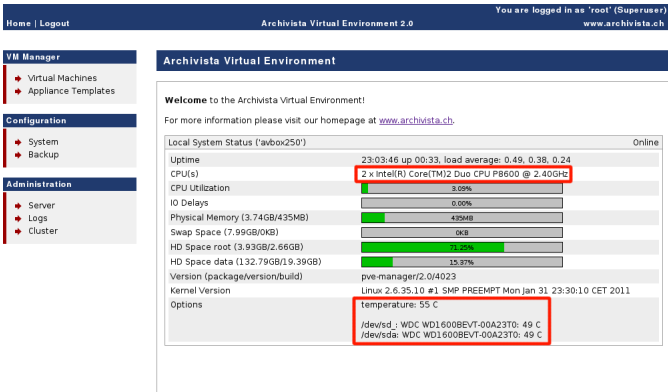 You are logged in as 'root' (Superuser)
Home | Logout Archivista Virtual Environment 2.0 www.archivista.ch
VM Manager
Virtual Machines
Appliance Templates
Configuration
System
Backup
Administration
Server
Logs
Cluster
Archivista Virtual Environment
Welcome to the Archivista Virtual Environment!
For more information please visit our homepage at www.archivista.ch.
Local System Status ('avbox250') Online
Uptime 23:03:46 up 00:33, load average: 0.49, 0.38, 0.24
CPU(s) 2 x Intel(R) Core(TM)2 Duo CPU P8600 @ 2.40GHz
CPU Utilization 3.09%
IO Delays 0.00%
Physical Memory (3.74GB/435MB) 435MB
Swap Space (7.99GB/0KB) 0KB
HD Space root (3.93GB/2.66GB) 71.25%
HD Space data (132.79GB/19.39GB) 15.37%
Version (package/version/build) pve-manager/2.0/4023
Kernel Version Linux 2.6.35.10 #1 SMP PREEMPT Mon Jan 31 23:30:10 CET 2011
Options temperature: 55 C
/dev/sd_: WDC WD1600BEVT-00A23T0: 49 C
/dev/sda: WDC WD1600BEVT-00A23T0: 49 C